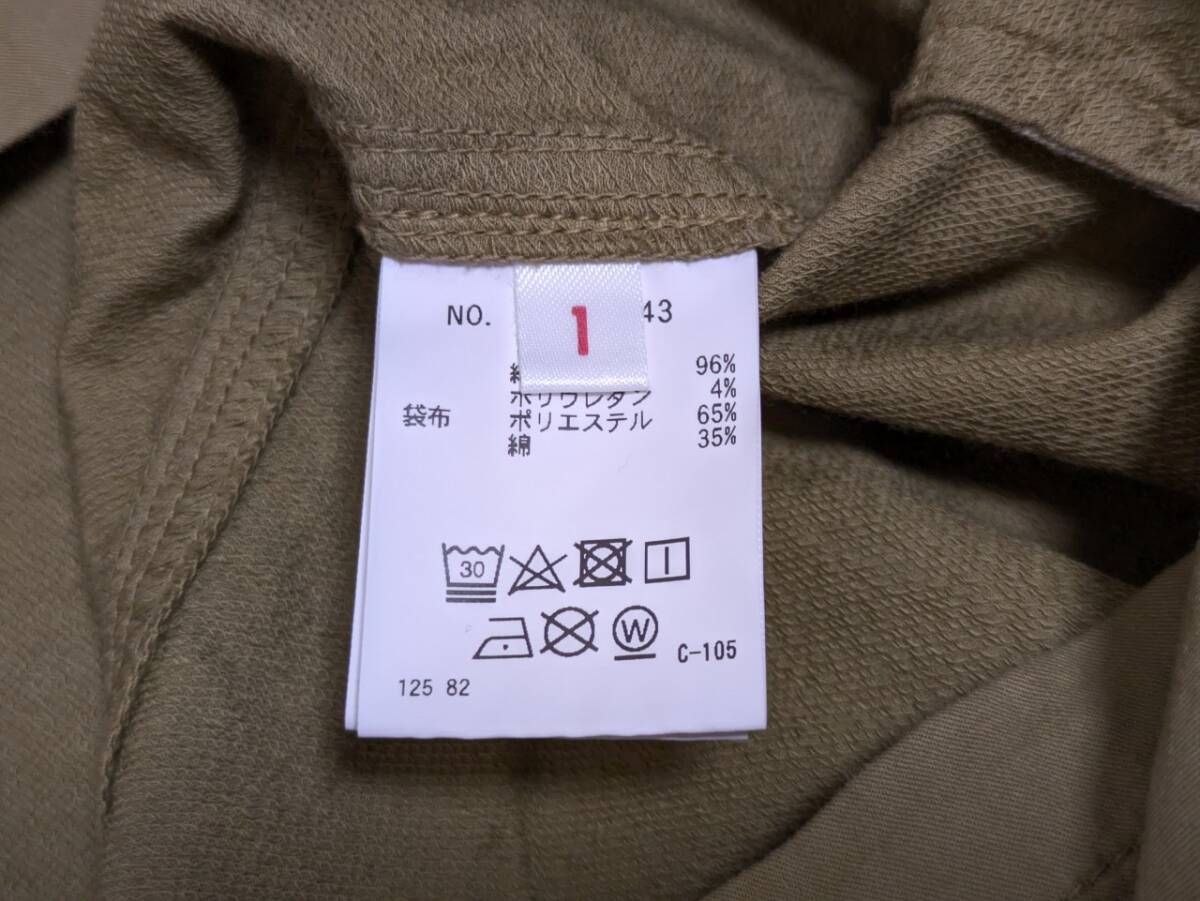 NO. 43
1
96%
ポリウレタン 4%
袋布 ポリエステル 65%
綿 35%
30
W
C-105
125 82